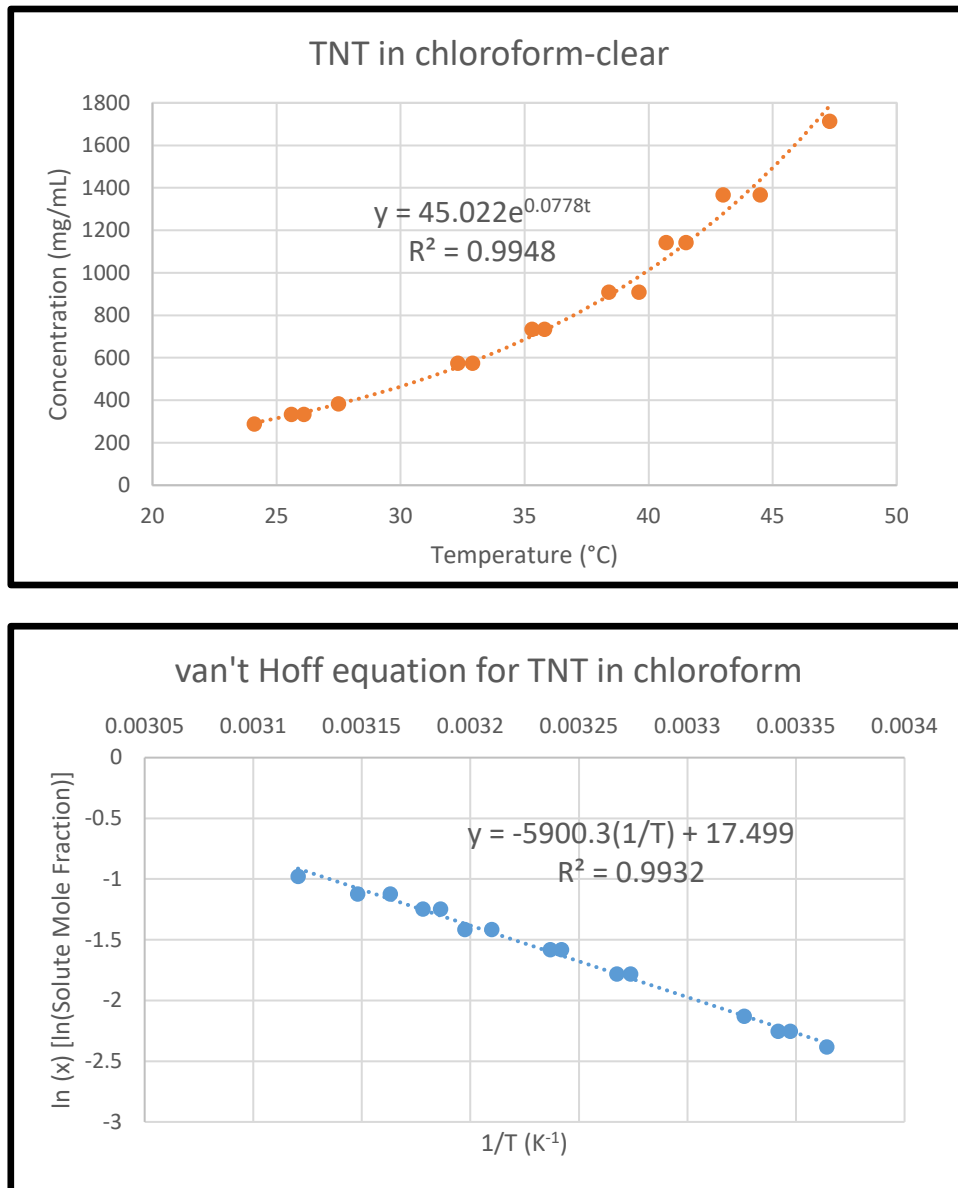 TNT in chloroform-clear
1800
1600
1400
1200
1000
800
600
400
200
0
Concentration (mg/mL)
y = 45.022e^0.0778t
R² = 0.9948
20 25 30 35 40 45 50
Temperature (°C)
van't Hoff equation for TNT in chloroform
0.00305 0.0031 0.00315 0.0032 0.00325 0.0033 0.00335 0.0034
0
-0.5
-1
-1.5
-2
-2.5
-3
ln (x) [ln(Solute Mole Fraction)]
y = -5900.3(1/T) + 17.499
R² = 0.9932
1/T (K⁻¹)